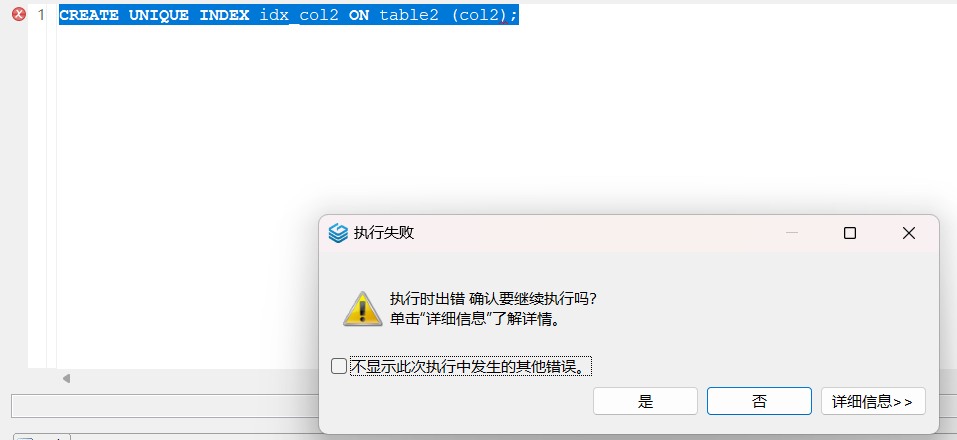 1 CREATE UNIQUE INDEX idx_col2 ON table2 (col2);
执行失败
执行时出错 确认要继续执行吗?
单击“详细信息”了解详情。
不显示此次执行中发生的其他错误。
是 否 详细信息>>